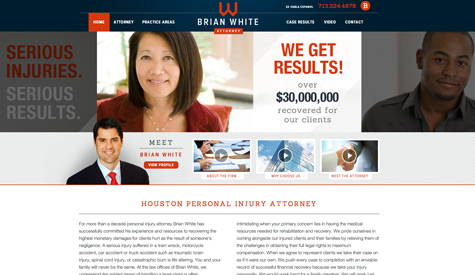 SE HABLA ESPANOL 713.224.4878 B
HOME ATTORNEY PRACTICE AREAS
BRIAN WHITE
ATTORNEY
CASE RESULTS VIDEO CONTACT
SERIOUS
INJURIES.
SERIOUS
RESULTS.
WE GET
RESULTS!
over
$30,000,000
recovered for
our clients
MEET
BRIAN WHITE
VIEW PROFILE
ABOUT THE FIRM
WHY CHOOSE US
MEET THE ATTORNEY
HOUSTON PERSONAL INJURY ATTORNEY
For more than a decade personal injury attorney Brian White has
successfully committed his experience and resources to recovering the
highest monetary damages for clients hurt as the result of someone's
negligence. A serious injury suffered in a train wreck, motorcycle
accident, car accident or truck accident such as traumatic brain
injury, spinal cord injury, or catastrophic burn is life altering. You and your
family will never be the same. At the law offices of Brian White, we
intimidating when your primary concern lies in having the medical
resources needed for rehabilitation and recovery. We pride ourselves in
coming alongside our injured clients and their families by relieving them of
the challenges in obtaining their full legal rights to maximum
compensation. When we agree to represent clients we take their case on
as if it were our own. We push every case to completion with an enviable
record of successful financial recovery because we take your injury